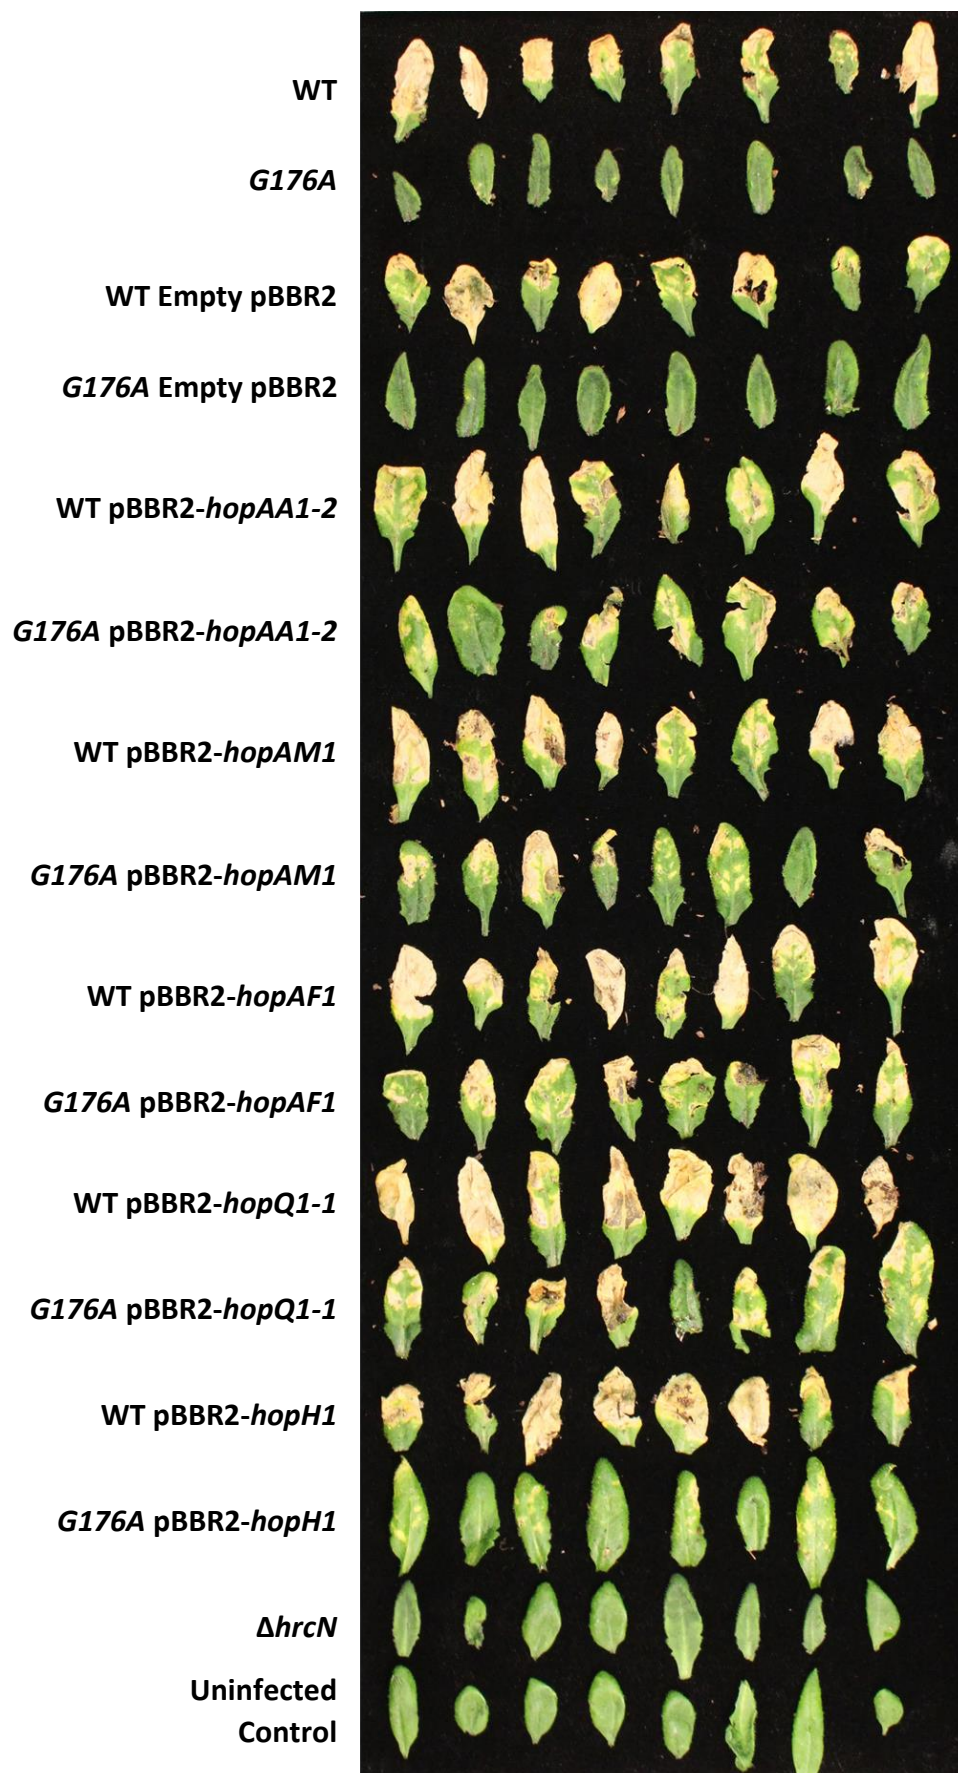 WT
G176A
WT Empty pBBR2
G176A Empty pBBR2
WT pBBR2-hopAA1-2
G176A pBBR2-hopAA1-2
WT pBBR2-hopAM1
G176A pBBR2-hopAM1
WT pBBR2-hopAF1
G176A pBBR2-hopAF1
WT pBBR2-hopQ1-1
G176A pBBR2-hopQ1-1
WT pBBR2-hopH1
G176A pBBR2-hopH1
ΔhrcN
Uninfected
Control